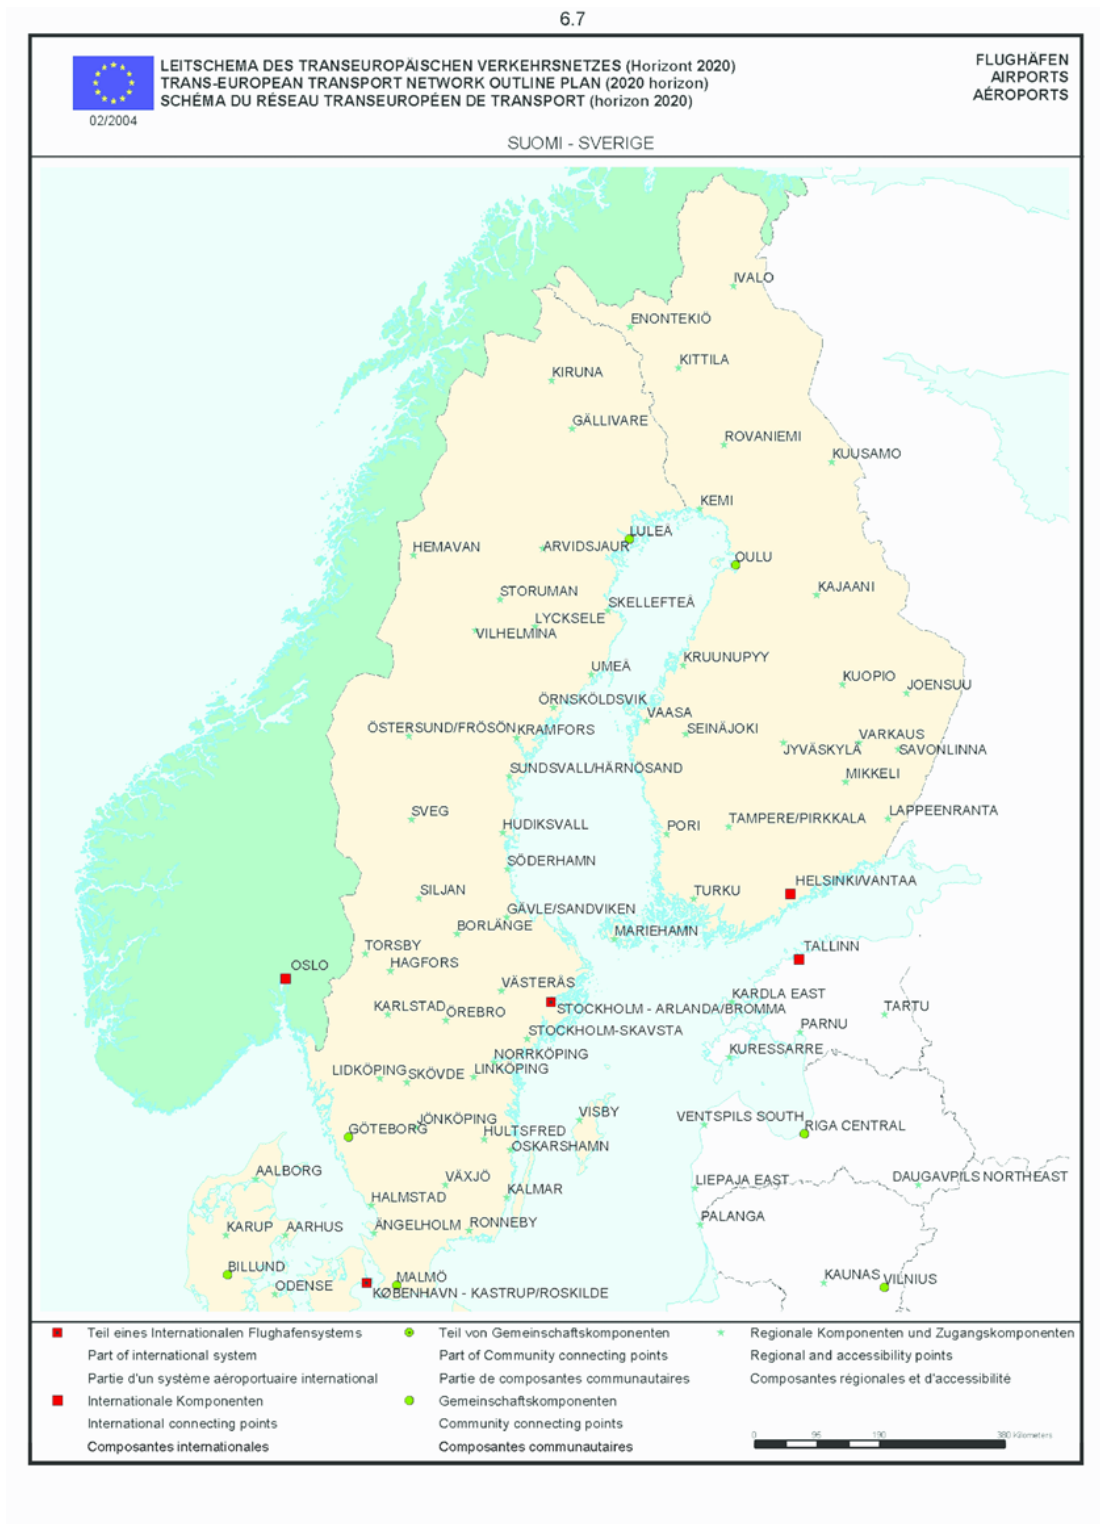 6.7
LEITSCHEMA DES TRANSEUROPÄISCHEN VERKEHRSNETZES (Horizont 2020)
TRANS-EUROPEAN TRANSPORT NETWORK OUTLINE PLAN (2020 horizon)
SCHÉMA DU RÉSEAU TRANSEUROPÉEN DE TRANSPORT (horizon 2020)
FLUGHÄFEN
AIRPORTS
AÉROPORTS
02/2004
SUOMI - SVERIGE
IVALO
ENONTEKIÖ
KITTILA
KIRUNA
GÄLLIVARE
ROVANIEMI
KUUSAMO
KEMI
LULEÅ
HEMAVAN
ARVIDSJAUR
OULU
STORUMAN
KAJAANI
SKELLEFTEÅ
LYCKSELE
VILHELMINA
KRUUNUPYY
UMEÅ
KUOPIO
JOENSUU
ÖRNSKÖLDSVIK
VAASA
ÖSTERSUND/FRÖSÖN
KRAMFORS
SEINÄJOKI
VARKAUS
JYVÄSKYLÄ
SAVONLINNA
SUNDSVALL/HÄRNÖSAND
MIKKELI
SVEG
LAPPEENRANTA
HUDIKSVALL
PORI
TAMPERE/PIRKKALA
SÖDERHAMN
HELSINKI/VANTAA
SILJAN
TURKU
GÄVLE/SANDVIKEN
BORLÄNGE
MARIEHAMN
TORSBY
TALLINN
OSLO
HAGFORS
VÄSTERÅS
KARDLA EAST
KARLSTAD
ÖREBRO
STOCKHOLM - ARLANDA/BROMMA
TARTU
STOCKHOLM-SKAVSTA
PARNU
NORRKÖPING
KURESSARRE
LIDKÖPING
SKÖVDE
LINKÖPING
VISBY
JÖNKÖPING
VENTSPILS SOUTH
GÖTEBORG
HULTSFRED
RIGA CENTRAL
OSKARSHAMN
AALBORG
VÄXJÖ
LIEPAJA EAST
DAUGAVPILS NORTHEAST
HALMSTAD
KALMAR
KARUP
AARHUS
ÄNGELHOLM
RONNEBY
PALANGA
BILLUND
MALMÖ
KAUNAS
VILNIUS
ODENSE
KØBENHAVN - KASTRUP/ROSKILDE
Teil eines Internationalen Flughafensystems
Part of international system
Partie d'un système aéroportuaire international
Internationale Komponenten
International connecting points
Composantes internationales
Teil von Gemeinschaftskomponenten
Part of Community connecting points
Partie de composantes communautaires
Gemeinschaftskomponenten
Community connecting points
Composantes communautaires
Regionale Komponenten und Zugangskomponenten
Regional and accessibility points
Composantes régionales et d'accessibilité
0 95 190 380 Kilometers